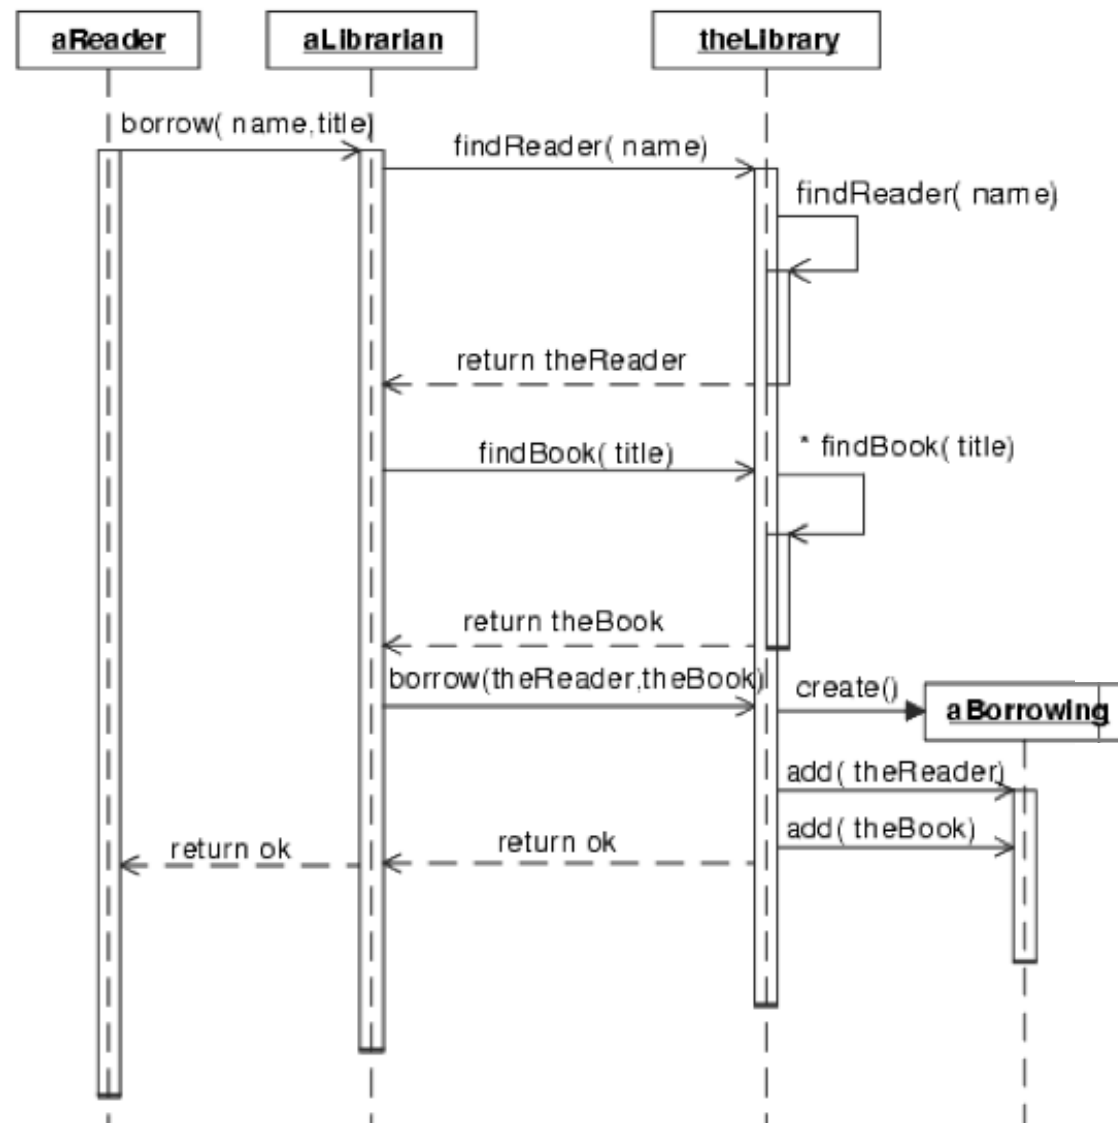 aReader
aLibrarian
theLibrary
borrow( name,title)
findReader( name)
findReader( name)
return theReader
findBook( title)
* findBook( title)
return theBook
borrow(theReader,theBook)
create()
aBorrowing
add( theReader)
add( theBook)
return ok
return ok